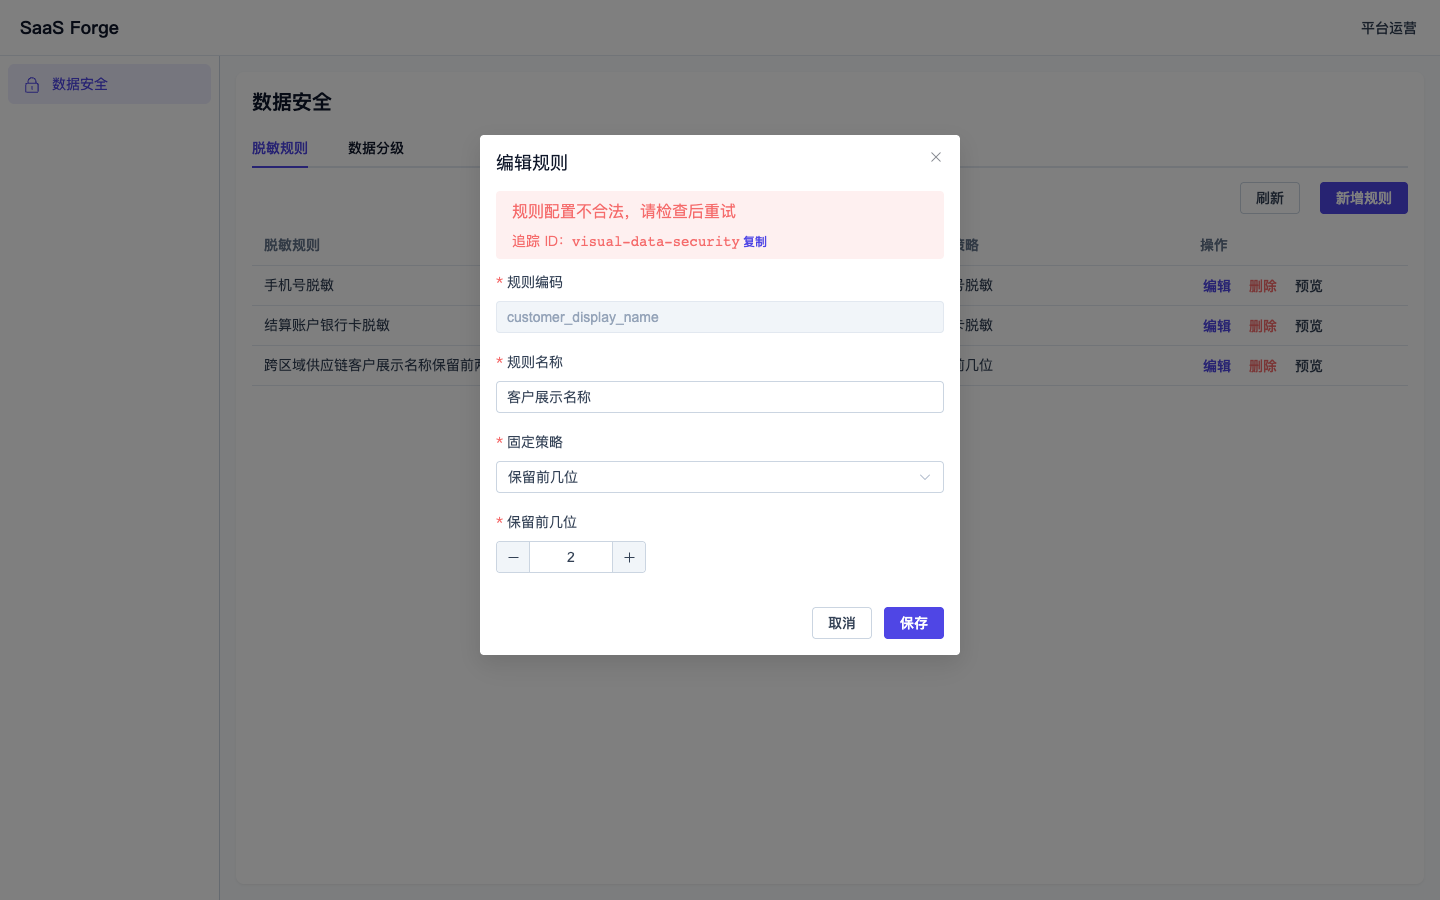 SaaS Forge
平台运营
数据安全
数据安全
脱敏规则
数据分级
刷新
新增规则
脱敏规则
策略
操作
手机号脱敏
号脱敏
编辑 删除 预览
结算账户银行卡脱敏
卡脱敏
编辑 删除 预览
跨区域供应链客户展示名称保留前
前几位
编辑 删除 预览
编辑规则
规则配置不合法，请检查后重试
追踪 ID：visual-data-security 复制
* 规则编码
customer_display_name
* 规则名称
客户展示名称
* 固定策略
保留前几位
* 保留前几位
2
取消
保存